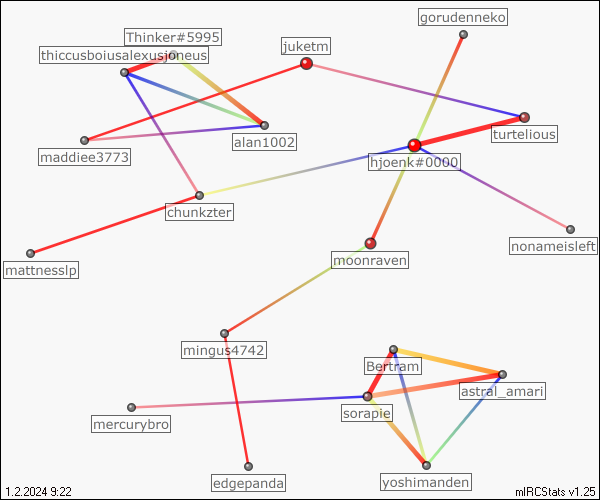 gorudenneko
Thinker#5995
juketm
thiccusboiusalexusjoneus
turtelious
alan1002
maddiee3773
hjoenk#0000
chunkzter
nonameisleft
moonraven
mattnesslp
mingus4742
Bertram
astral_amari
sorapie
mercurybro
yoshimanden
edgepanda
1.2.2024 9:22
mIRCStats v1.25